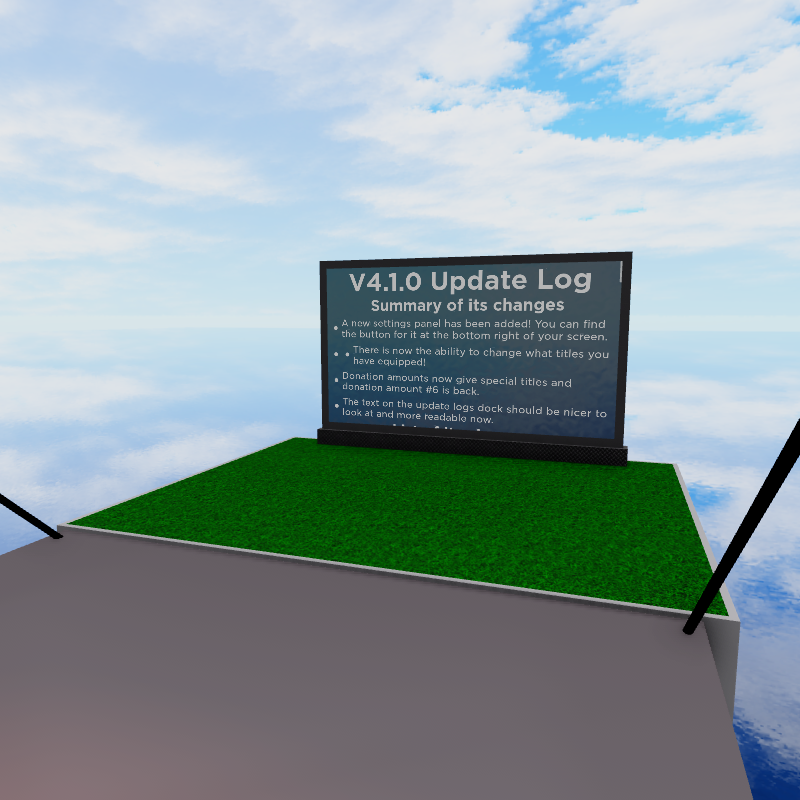 V4.1.0 Update Log
Summary of its changes
• A new settings panel has been added! You can find
the button for it at the bottom right of your screen.
• • There is now the ability to change what titles you
have equipped!
• Donation amounts now give special titles and
donation amount #6 is back.
• The text on the update logs dock should be nicer to
look at and more readable now.